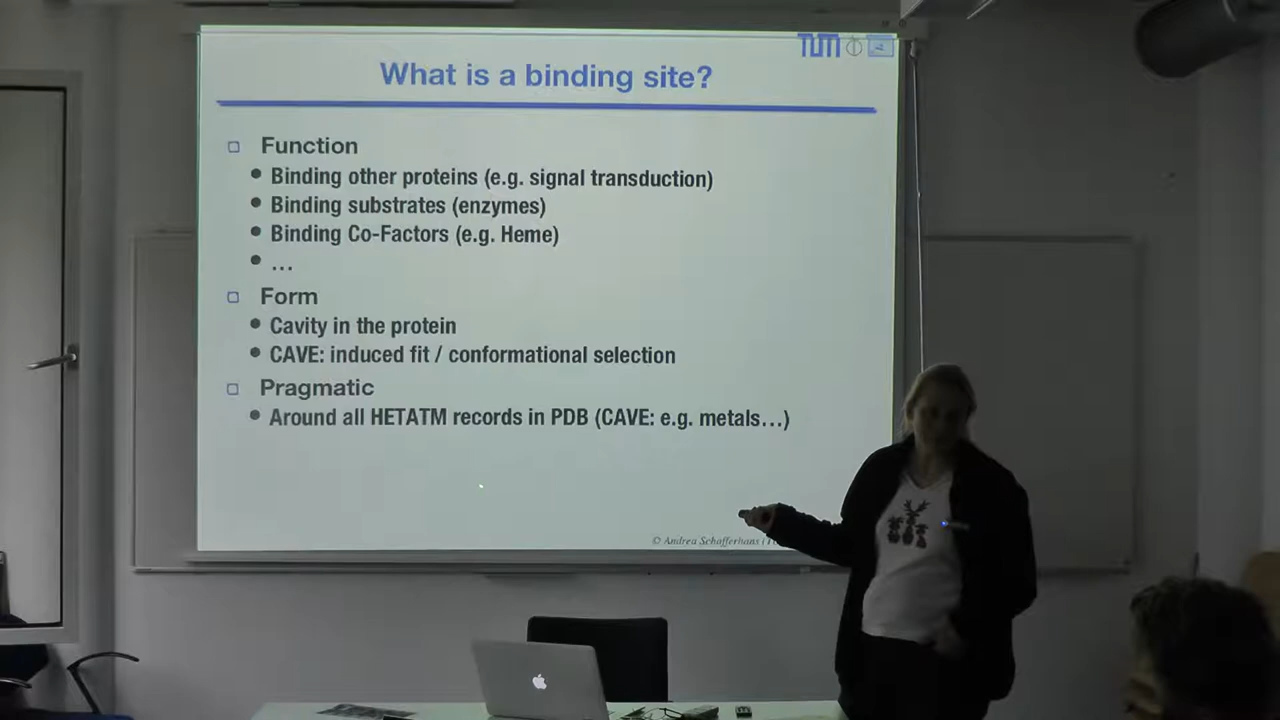 TUM
What is a binding site?
Function
Binding other proteins (e.g. signal transduction)
Binding substrates (enzymes)
Binding Co-Factors (e.g. Heme)
...
Form
Cavity in the protein
CAVE: induced fit / conformational selection
Pragmatic
Around all HETATM records in PDB (CAVE: e.g. metals...)
© Andrea Schafferhans